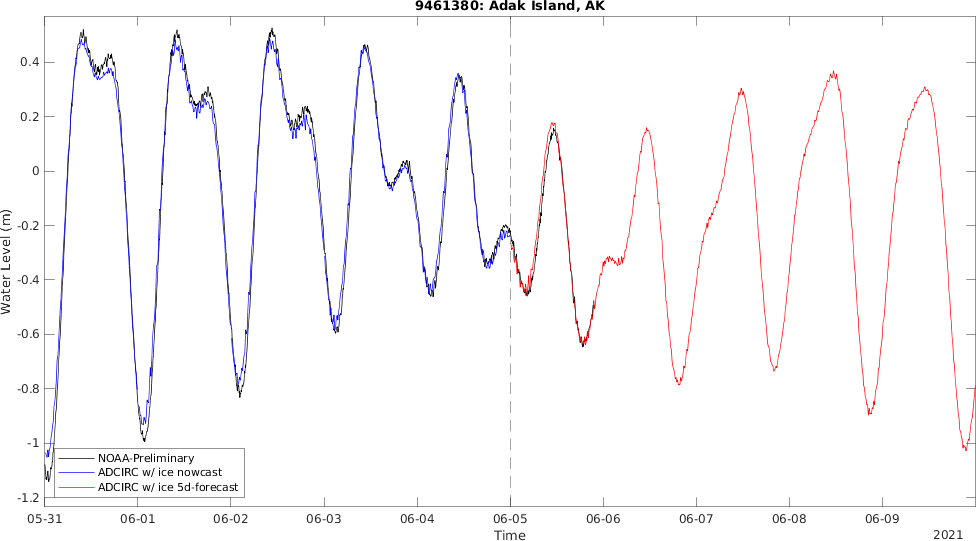 9461380: Adak Island, AK
0.4
0.2
0
-0.2
-0.4
-0.6
-0.8
-1
-1.2
Water Level (m)
NOAA-Preliminary
ADCIRC w/ ice nowcast
ADCIRC w/ ice 5d-forecast
05-31 06-01 06-02 06-03 06-04 06-05 06-06 06-07 06-08 06-09
Time
2021